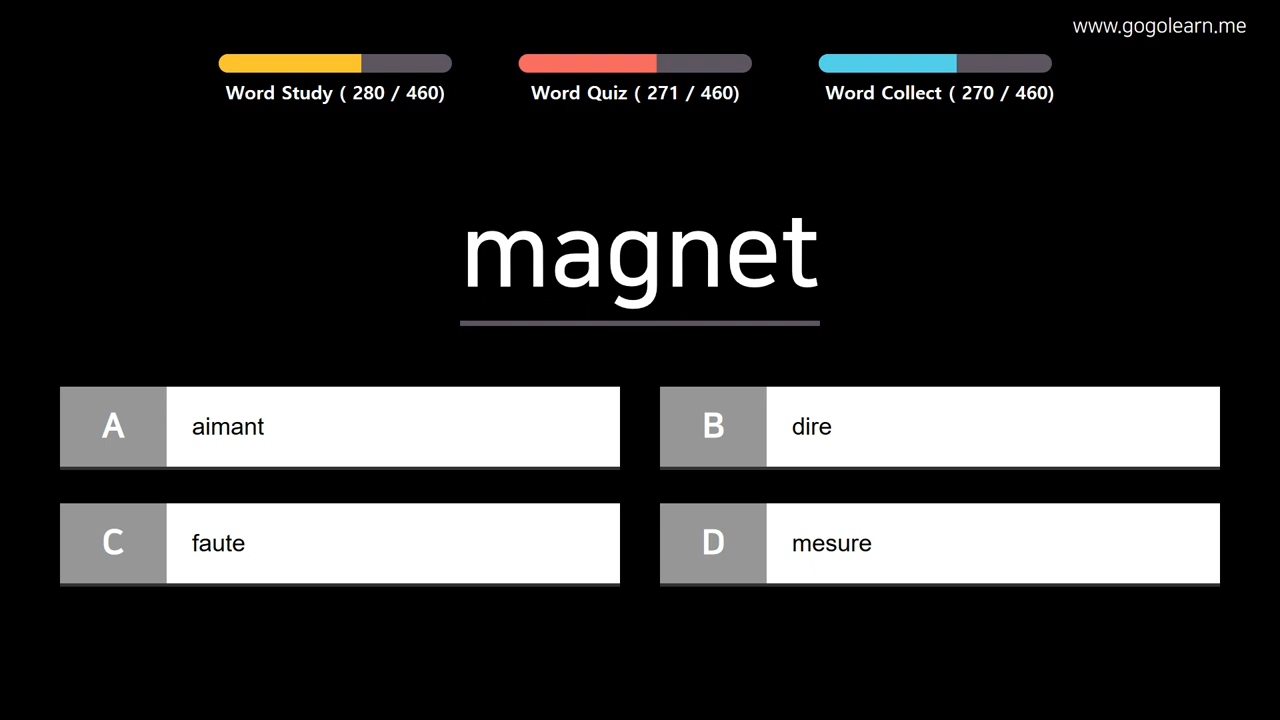 www.gogolearn.me
Word Study ( 280 / 460)
Word Quiz ( 271 / 460)
Word Collect ( 270 / 460)
magnet
A aimant
B dire
C faute
D mesure